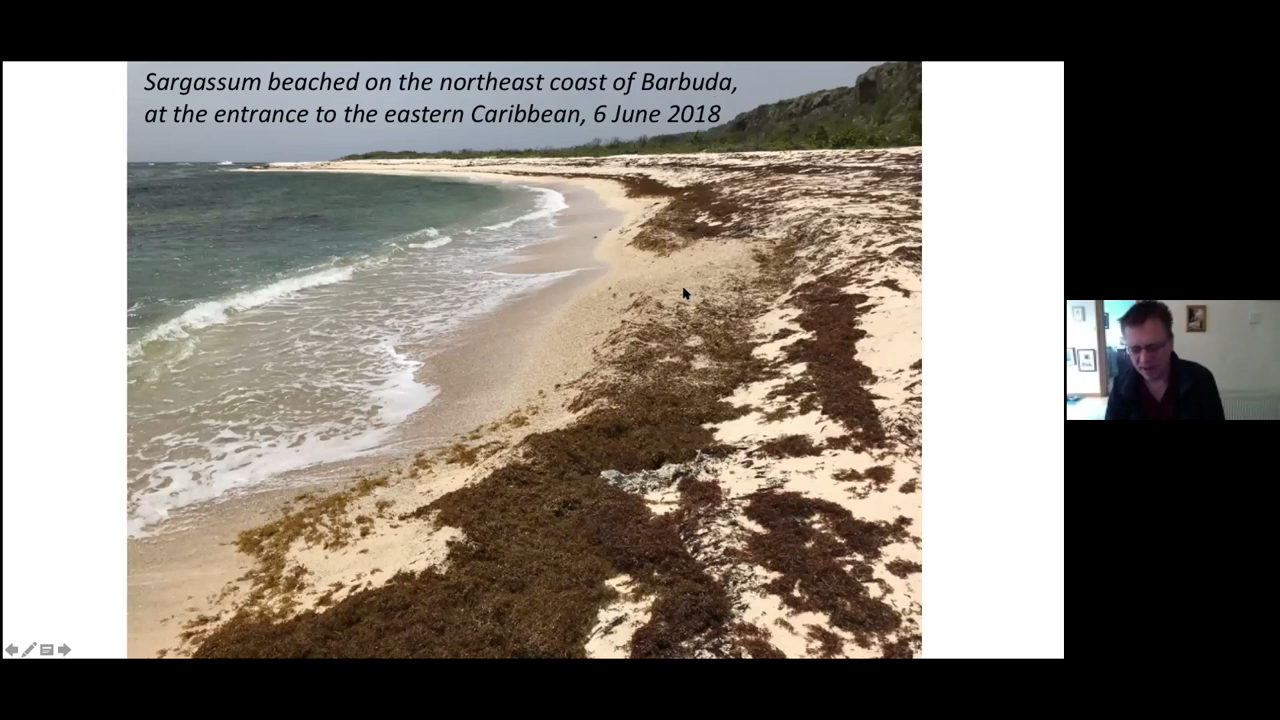 Sargassum beached on the northeast coast of Barbuda,
at the entrance to the eastern Caribbean, 6 June 2018